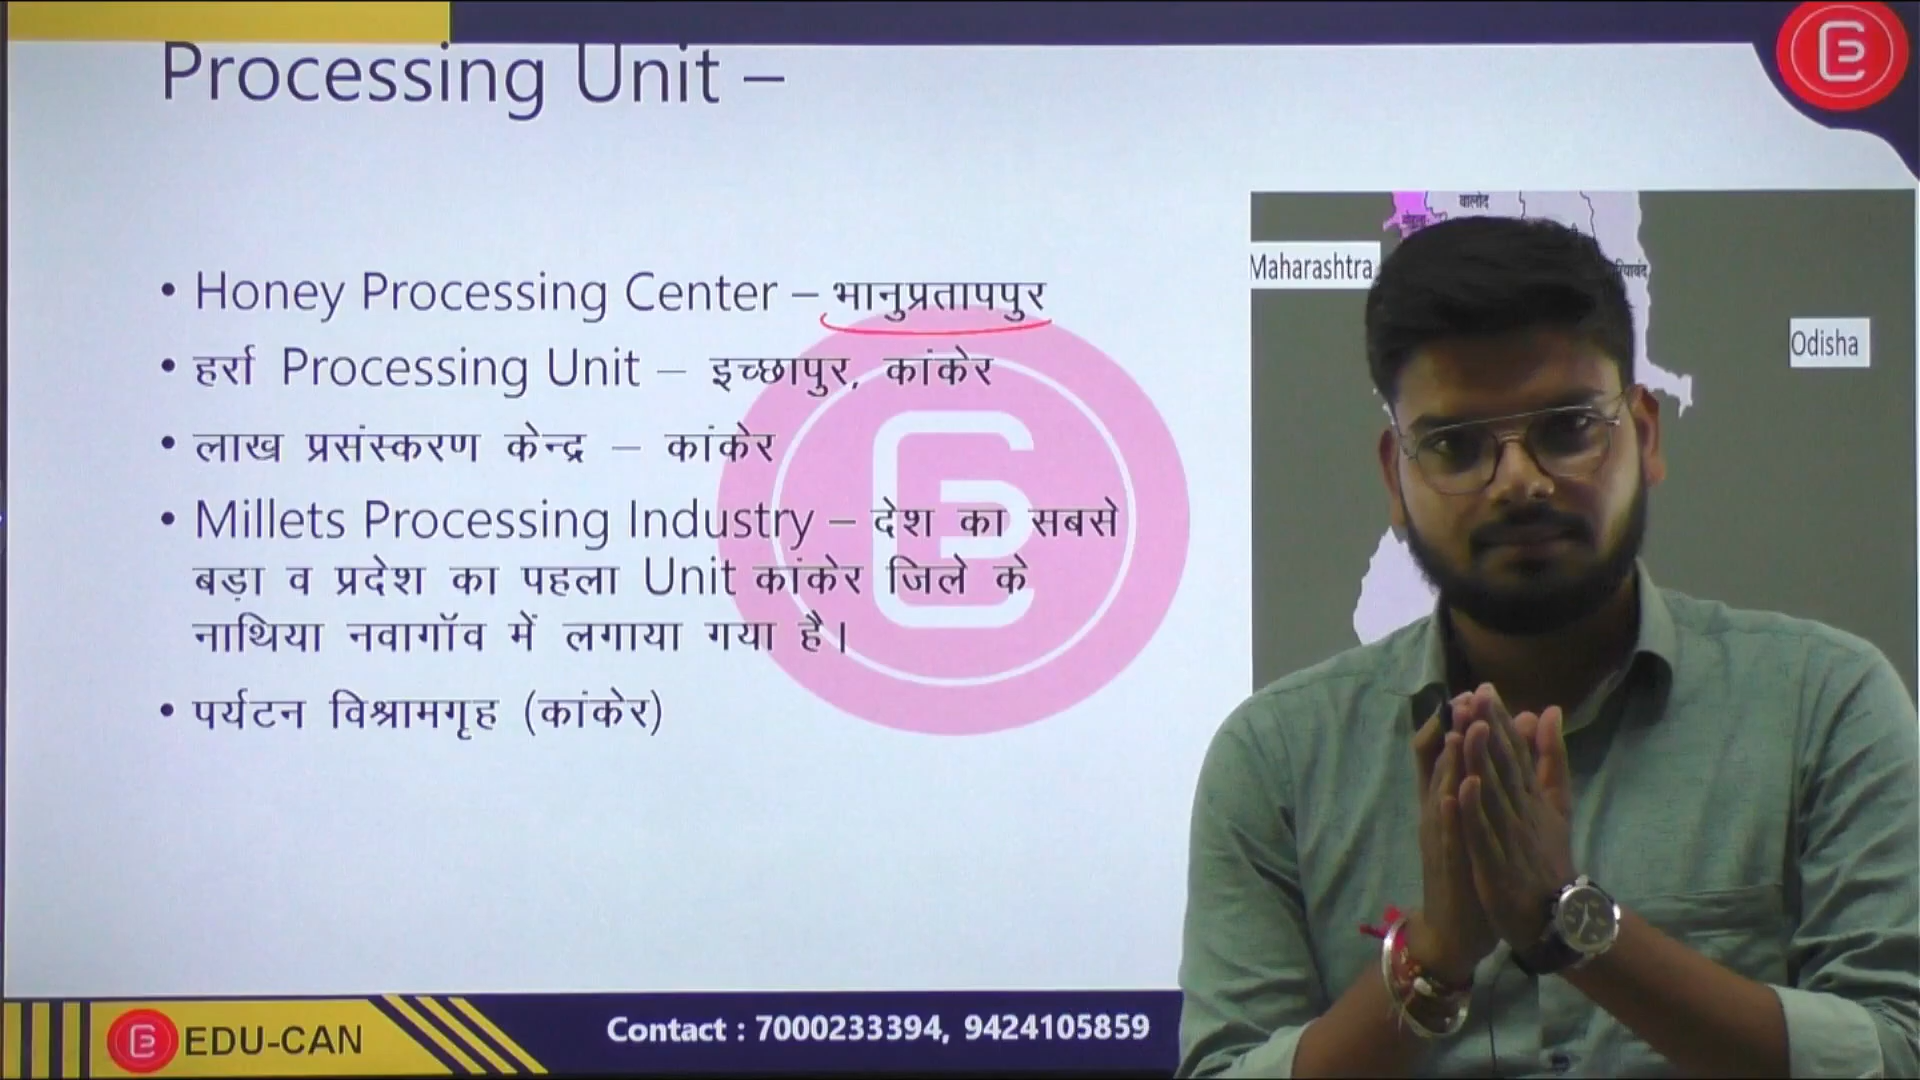 Processing Unit –
• Honey Processing Center – भानुप्रतापपुर
• हर्रा Processing Unit – इच्छापुर, कांकेर
• लाख प्रसंस्करण केन्द्र – कांकेर
• Millets Processing Industry – देश का सबसे
बड़ा व प्रदेश का पहला Unit कांकेर जिले के
नाथिया नवागॉव में लगाया गया है।
• पर्यटन विश्रामगृह (कांकेर)
बालोद
Maharashtra
Odisha
EDU-CAN
Contact : 7000233394, 9424105859